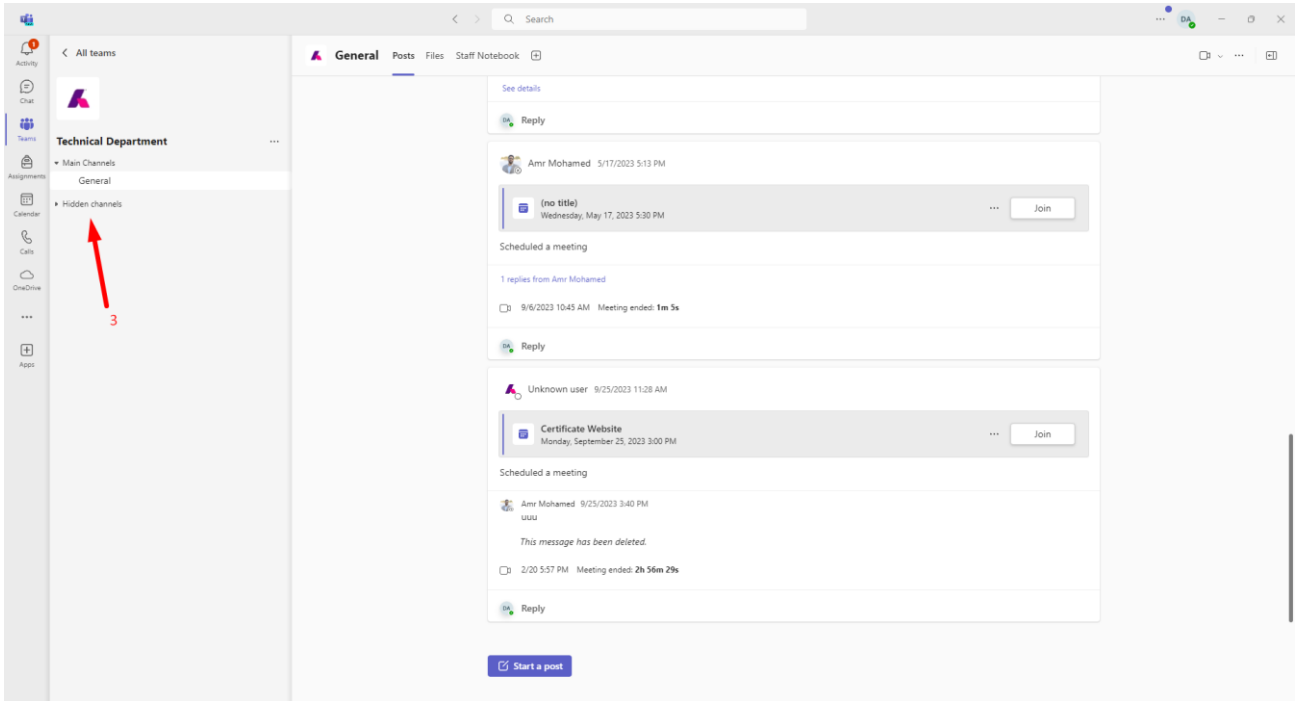 Search
... DA
1
Activity
All teams
General Posts Files Staff Notebook
Chat
See details
DA Reply
Teams
Technical Department ...
Amr Mohamed 5/17/2023 5:13 PM
Assignments
Main Channels
General
(no title)
Wednesday, May 17, 2023 5:30 PM
... Join
Calendar
Hidden channels
Calls
Scheduled a meeting
OneDrive
1 replies from Amr Mohamed
...
9/6/2023 10:45 AM Meeting ended: 1m 5s
3
Apps
DA Reply
Unknown user 9/25/2023 11:28 AM
Certificate Website
Monday, September 25, 2023 3:00 PM
... Join
Scheduled a meeting
Amr Mohamed 9/25/2023 3:40 PM
uuu
This message has been deleted.
2/20 5:57 PM Meeting ended: 2h 56m 29s
DA Reply
Start a post